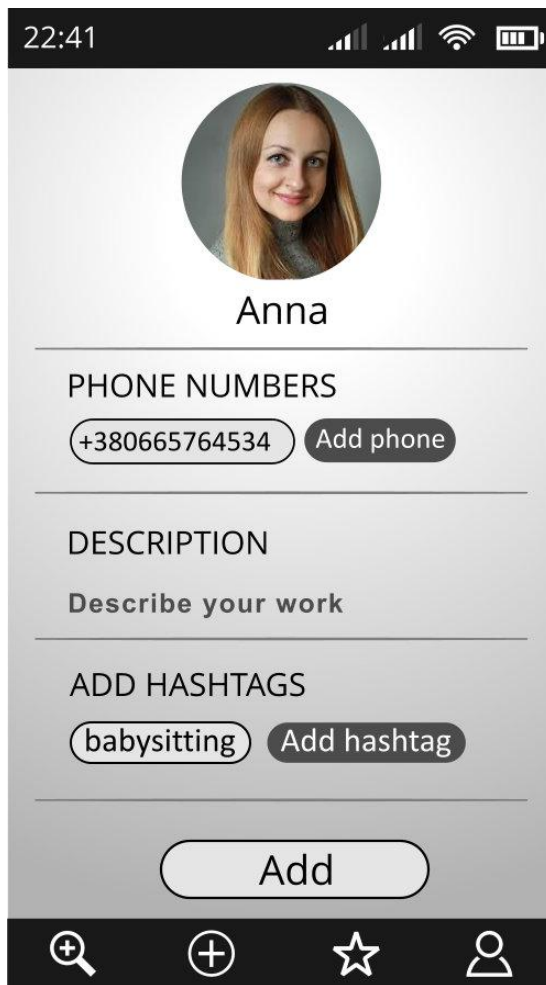 22:41
Anna
PHONE NUMBERS
+380665764534 Add phone
DESCRIPTION
Describe your work
ADD HASHTAGS
babysitting Add hashtag
Add